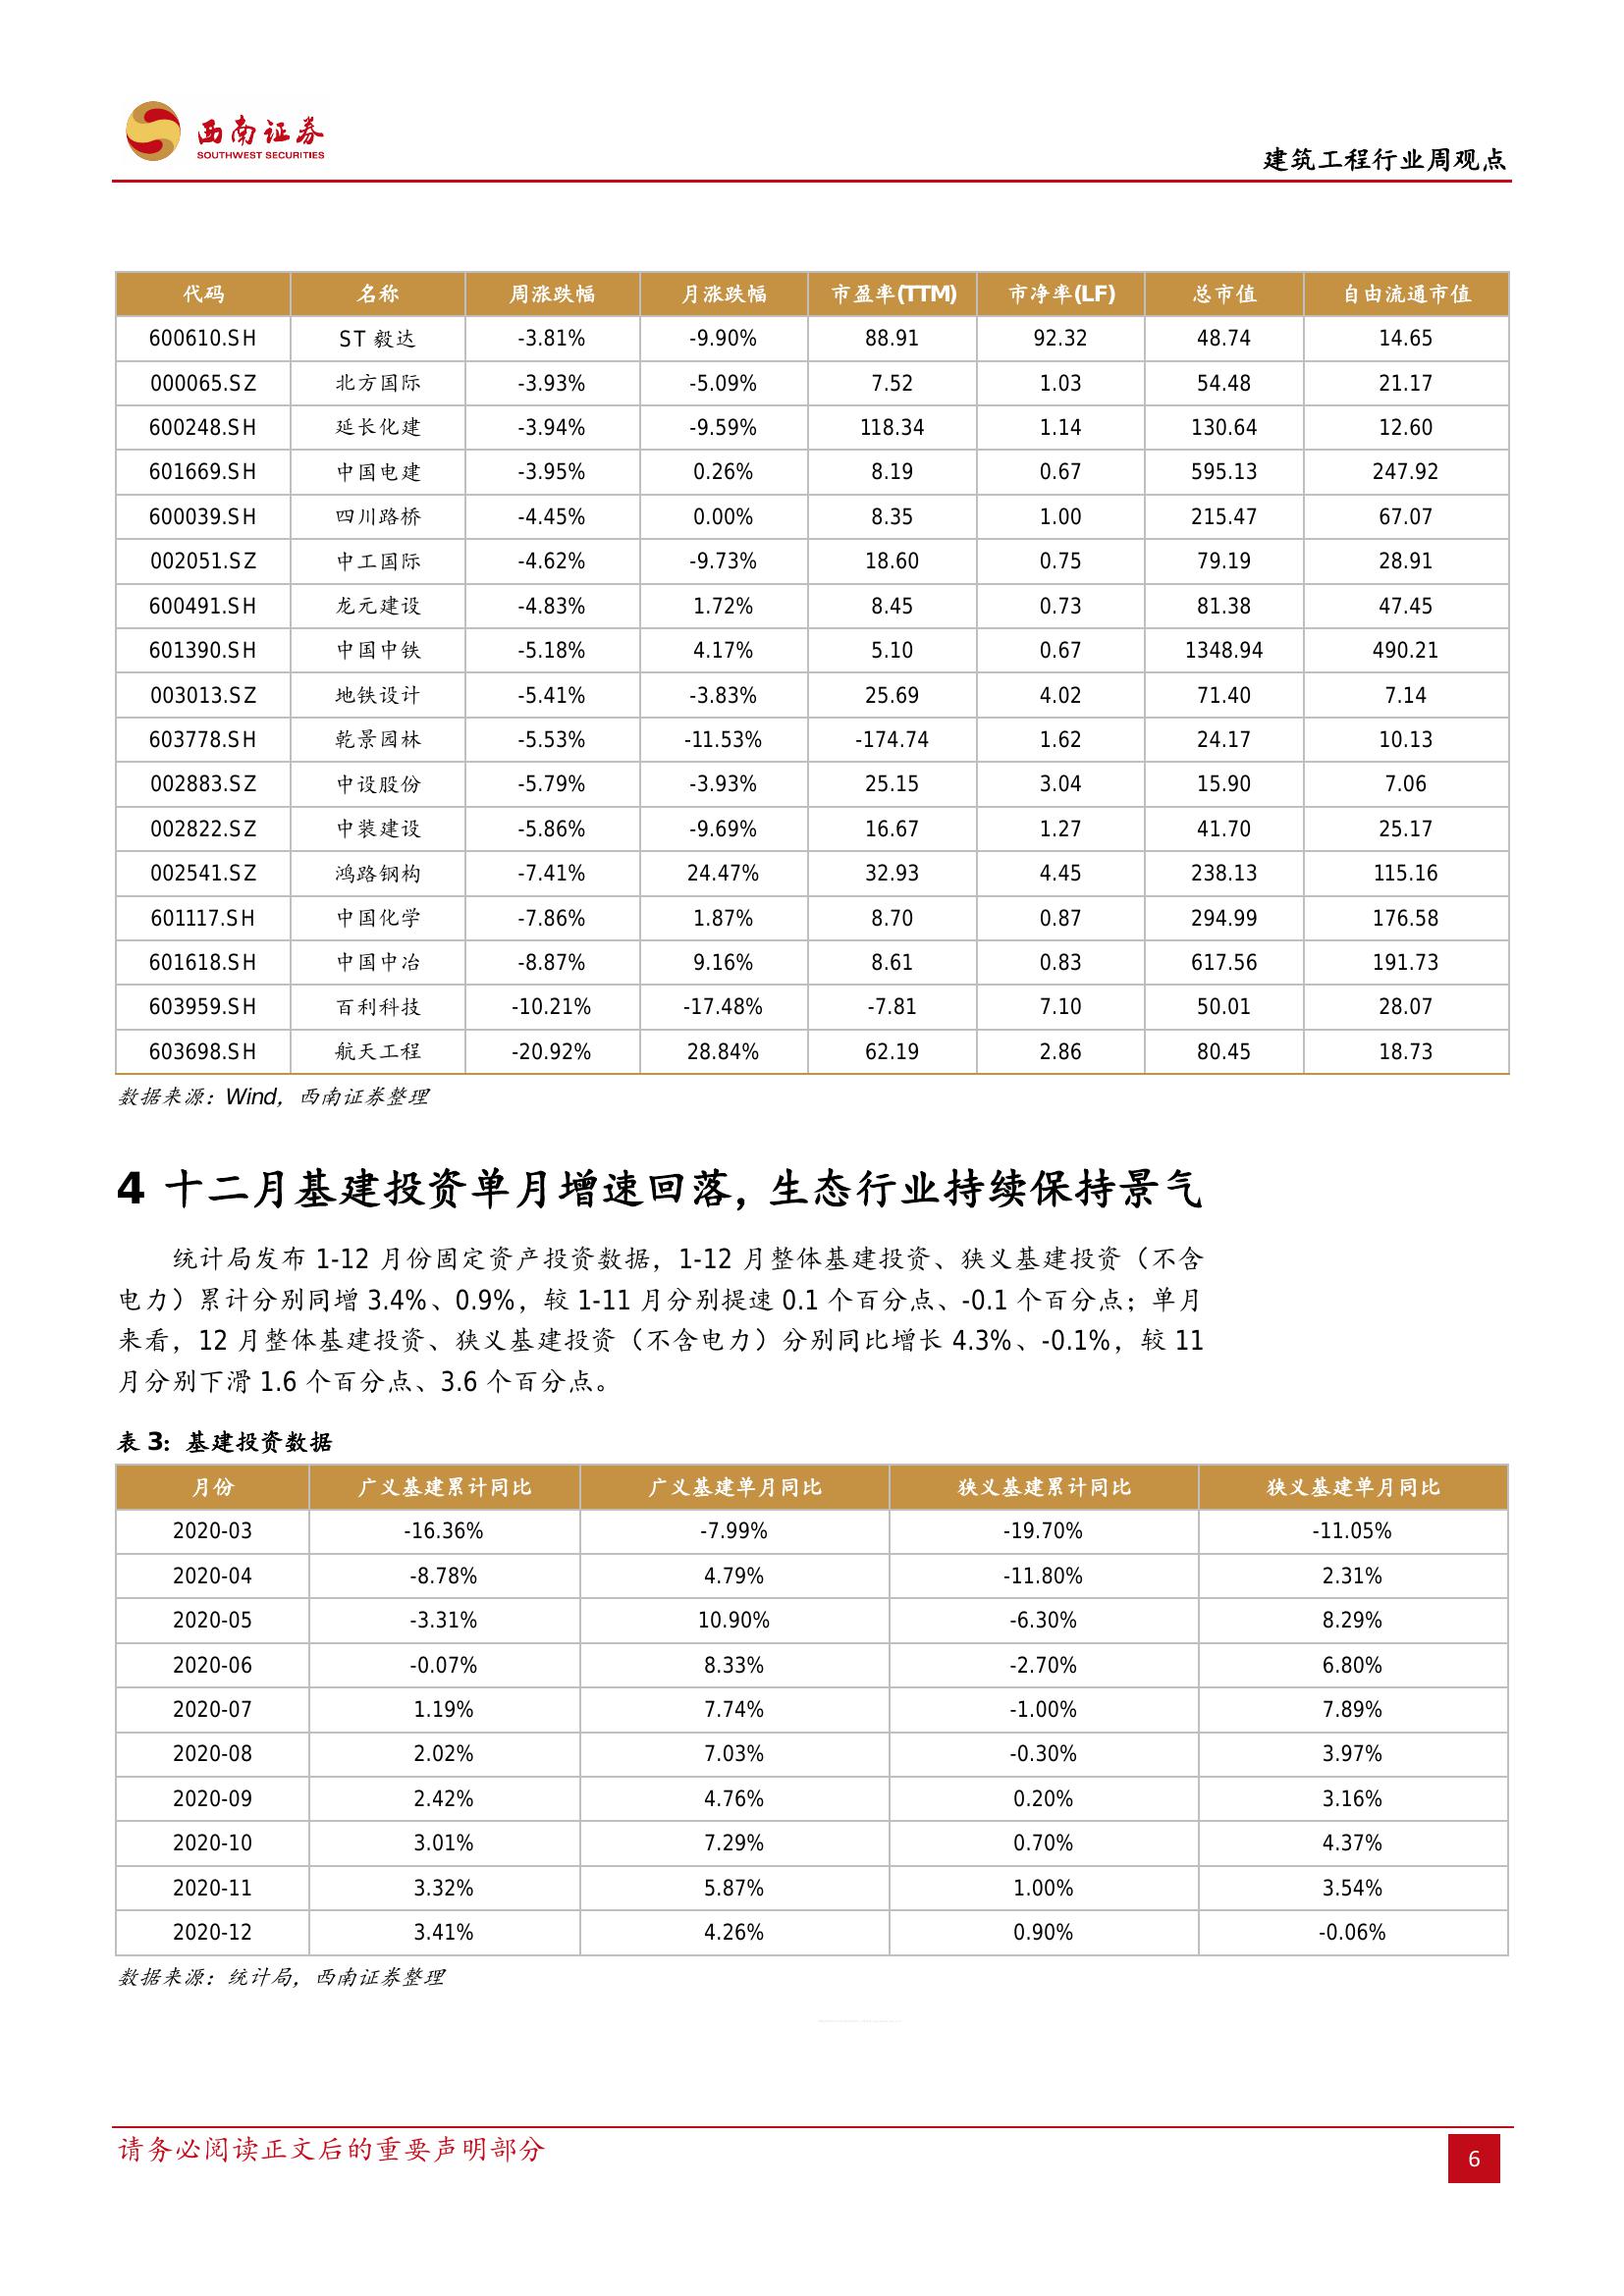 西南证券
SOUTHWEST SECURITIES
建筑工程行业周观点
代码 名称 周涨跌幅 月涨跌幅 市盈率(TTM) 市净率(LF) 总市值 自由流通市值
600610.SH ST 毅达 -3.81% -9.90% 88.91 92.32 48.74 14.65
000065.SZ 北方国际 -3.93% -5.09% 7.52 1.03 54.48 21.17
600248.SH 延长化建 -3.94% -9.59% 118.34 1.14 130.64 12.60
601669.SH 中国电建 -3.95% 0.26% 8.19 0.67 595.13 247.92
600039.SH 四川路桥 -4.45% 0.00% 8.35 1.00 215.47 67.07
002051.SZ 中工国际 -4.62% -9.73% 18.60 0.75 79.19 28.91
600491.SH 龙元建设 -4.83% 1.72% 8.45 0.73 81.38 47.45
601390.SH 中国中铁 -5.18% 4.17% 5.10 0.67 1348.94 490.21
003013.SZ 地铁设计 -5.41% -3.83% 25.69 4.02 71.40 7.14
603778.SH 乾景园林 -5.53% -11.53% -174.74 1.62 24.17 10.13
002883.SZ 中设股份 -5.79% -3.93% 25.15 3.04 15.90 7.06
002822.SZ 中装建设 -5.86% -9.69% 16.67 1.27 41.70 25.17
002541.SZ 鸿路钢构 -7.41% 24.47% 32.93 4.45 238.13 115.16
601117.SH 中国化学 -7.86% 1.87% 8.70 0.87 294.99 176.58
601618.SH 中国中冶 -8.87% 9.16% 8.61 0.83 617.56 191.73
603959.SH 百利科技 -10.21% -17.48% -7.81 7.10 50.01 28.07
603698.SH 航天工程 -20.92% 28.84% 62.19 2.86 80.45 18.73
数据来源：Wind，西南证券整理
4 十二月基建投资单月增速回落，生态行业持续保持景气
统计局发布 1-12 月份固定资产投资数据，1-12 月整体基建投资、狭义基建投资（不含
电力）累计分别同增 3.4%、0.9%，较 1-11 月分别提速 0.1 个百分点、-0.1 个百分点；单月
来看，12 月整体基建投资、狭义基建投资（不含电力）分别同比增长 4.3%、-0.1%，较 11
月分别下滑 1.6 个百分点、3.6 个百分点。
表 3：基建投资数据
月份 广义基建累计同比 广义基建单月同比 狭义基建累计同比 狭义基建单月同比
2020-03 -16.36% -7.99% -19.70% -11.05%
2020-04 -8.78% 4.79% -11.80% 2.31%
2020-05 -3.31% 10.90% -6.30% 8.29%
2020-06 -0.07% 8.33% -2.70% 6.80%
2020-07 1.19% 7.74% -1.00% 7.89%
2020-08 2.02% 7.03% -0.30% 3.97%
2020-09 2.42% 4.76% 0.20% 3.16%
2020-10 3.01% 7.29% 0.70% 4.37%
2020-11 3.32% 5.87% 1.00% 3.54%
2020-12 3.41% 4.26% 0.90% -0.06%
数据来源：统计局，西南证券整理
请务必阅读正文后的重要声明部分
6